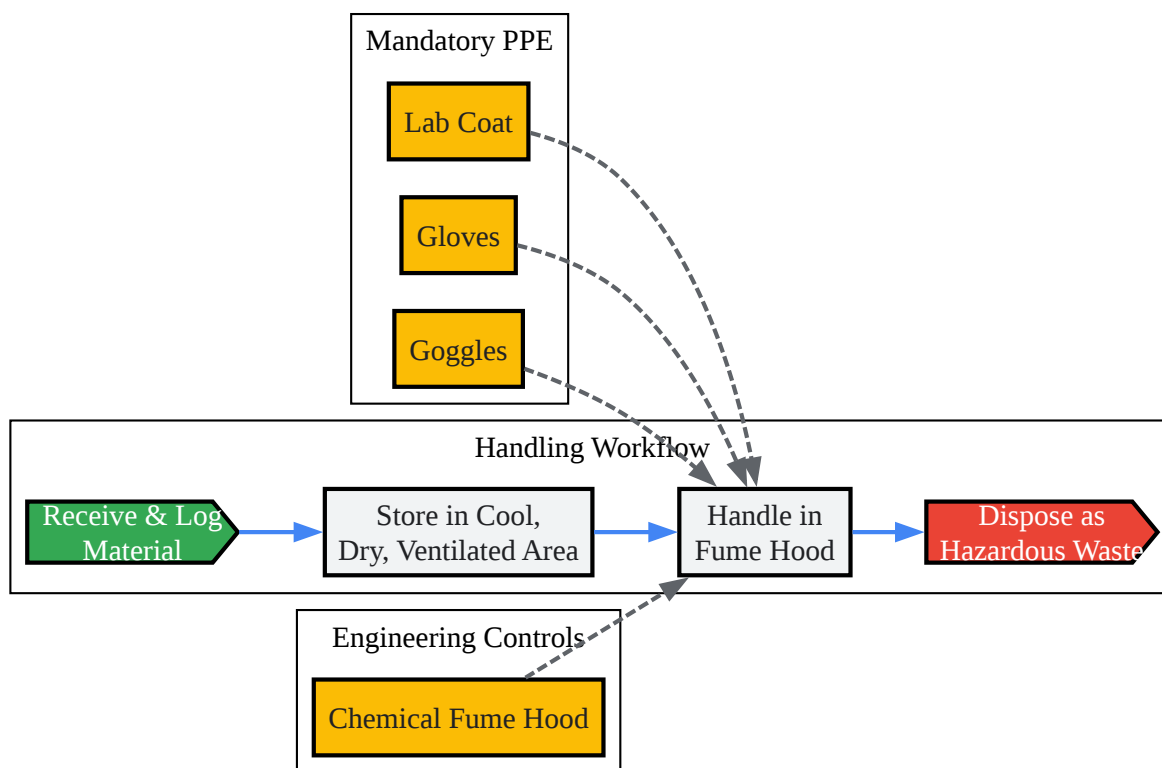 Mandatory PPE
Lab Coat
Gloves
Goggles
Handling Workflow
Receive & Log
Material
Store in Cool,
Dry, Ventilated Area
Handle in
Fume Hood
Dispose as
Hazardous Waste
Engineering Controls
Chemical Fume Hood